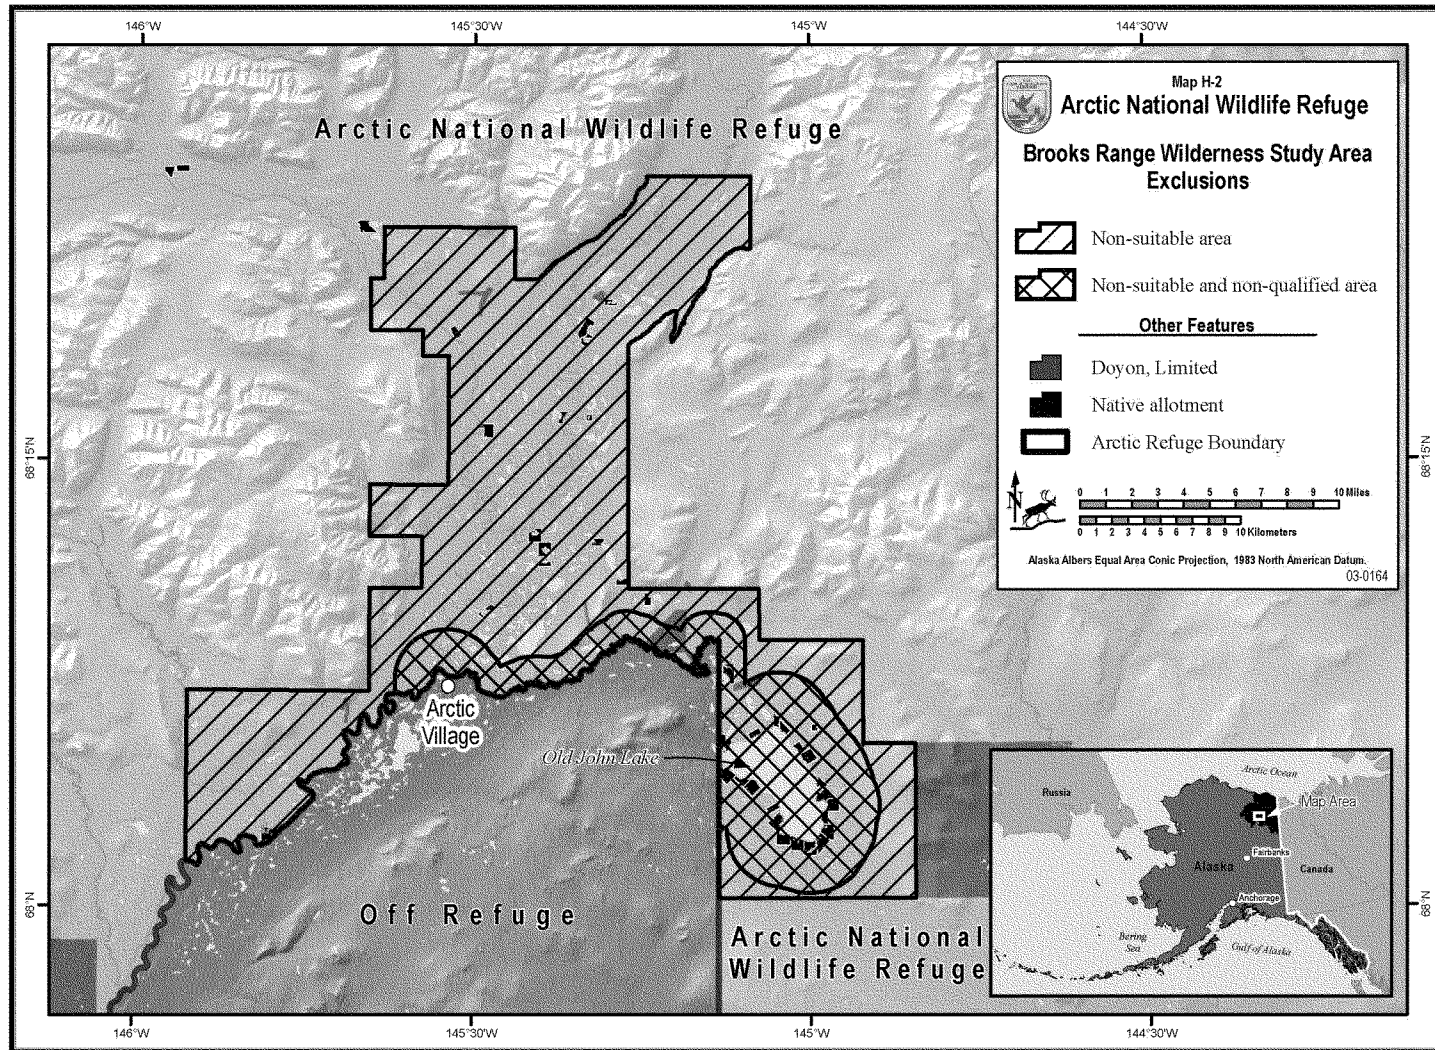 146°W 145°30'W 145°W 144°30'W
Arctic National Wildlife Refuge
Map H-2
Arctic National Wildlife Refuge
Brooks Range Wilderness Study Area
Exclusions
Non-suitable area
Non-suitable and non-qualified area
Other Features
Doyon, Limited
Native allotment
Arctic Refuge Boundary
N
0 1 2 3 4 5 6 7 8 9 10 Miles
0 1 2 3 4 5 6 7 8 9 10 Kilometers
Alaska Albers Equal Area Conic Projection, 1983 North American Datum.
03-0164
68°15'N
68°15'N
Arctic
Village
Old John Lake
Off Refuge
Arctic National
Wildlife Refuge
Arctic Ocean
Russia
Map Area
Alaska
Fairbanks
Canada
Anchorage
Bering
Sea
Gulf of Alaska
68°N
68°N
146°W 145°30'W 145°W 144°30'W